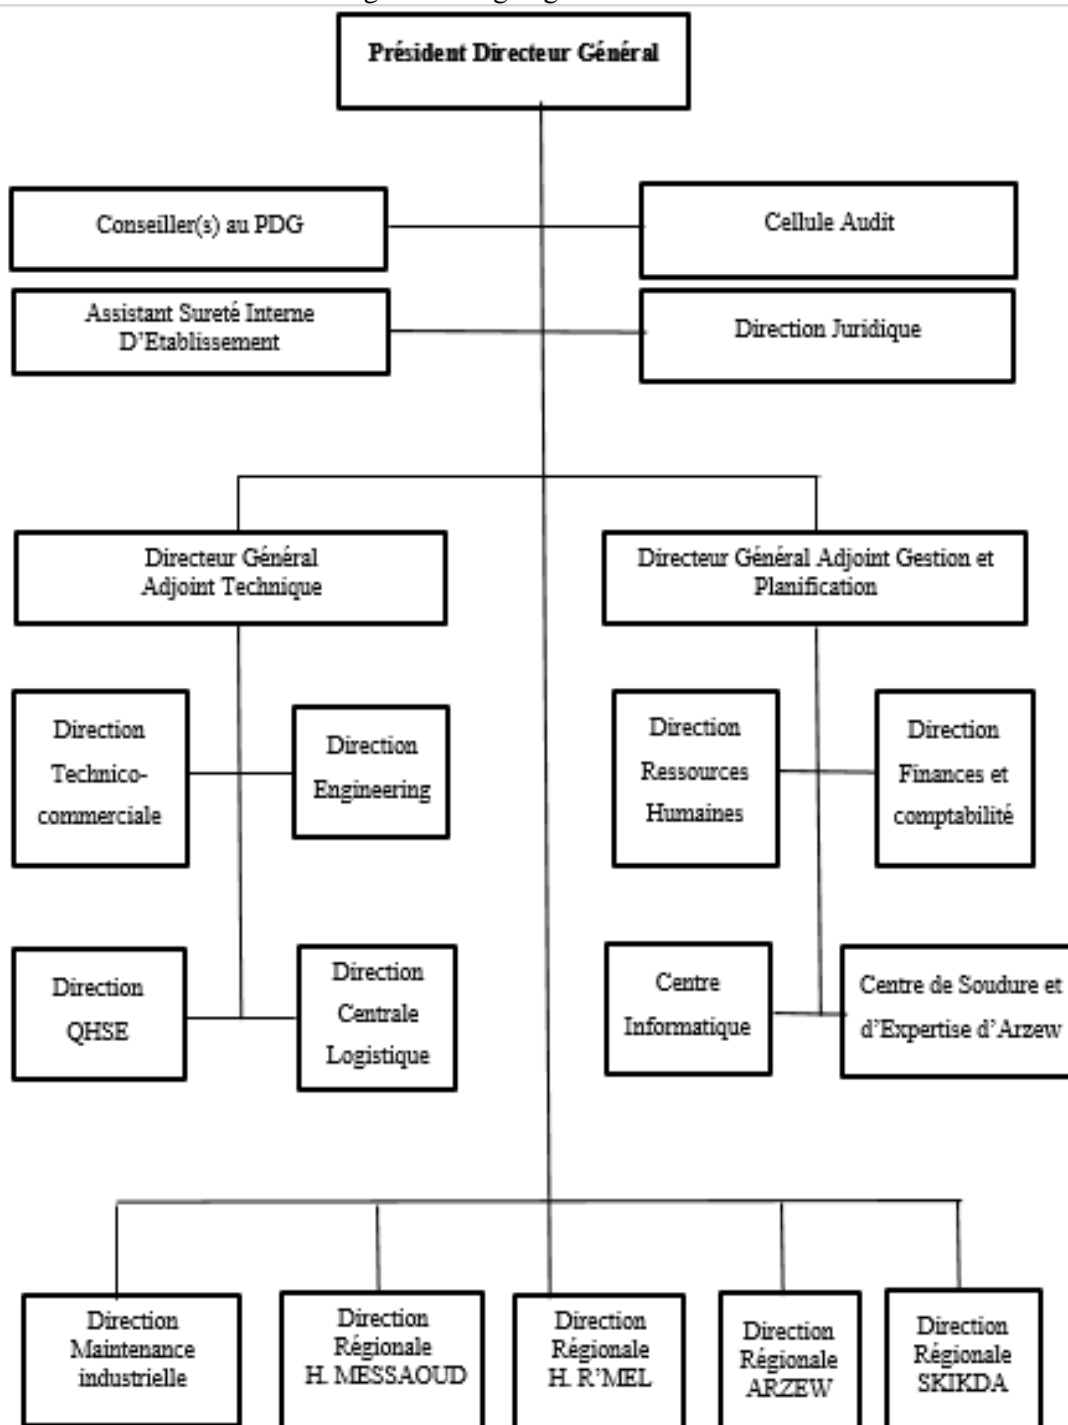 Président Directeur Général
Conseiller(s) au PDG
Cellule Audit
Assistant Sureté Interne
D'Etablissement
Direction Juridique
Directeur Général
Adjoint Technique
Directeur Général Adjoint Gestion et
Planification
Direction
Technico-
commerciale
Direction
Engineering
Direction
Ressources
Humaines
Direction
Finances et
comptabilité
Direction
QHSE
Direction
Centrale
Logistique
Centre
Informatique
Centre de Soudure et
d'Expertise d'Arzew
Direction
Maintenance
industrielle
Direction
Régionale
H. MESSAOUD
Direction
Régionale
H. R'MEL
Direction
Régionale
ARZEW
Direction
Régionale
SKIKDA